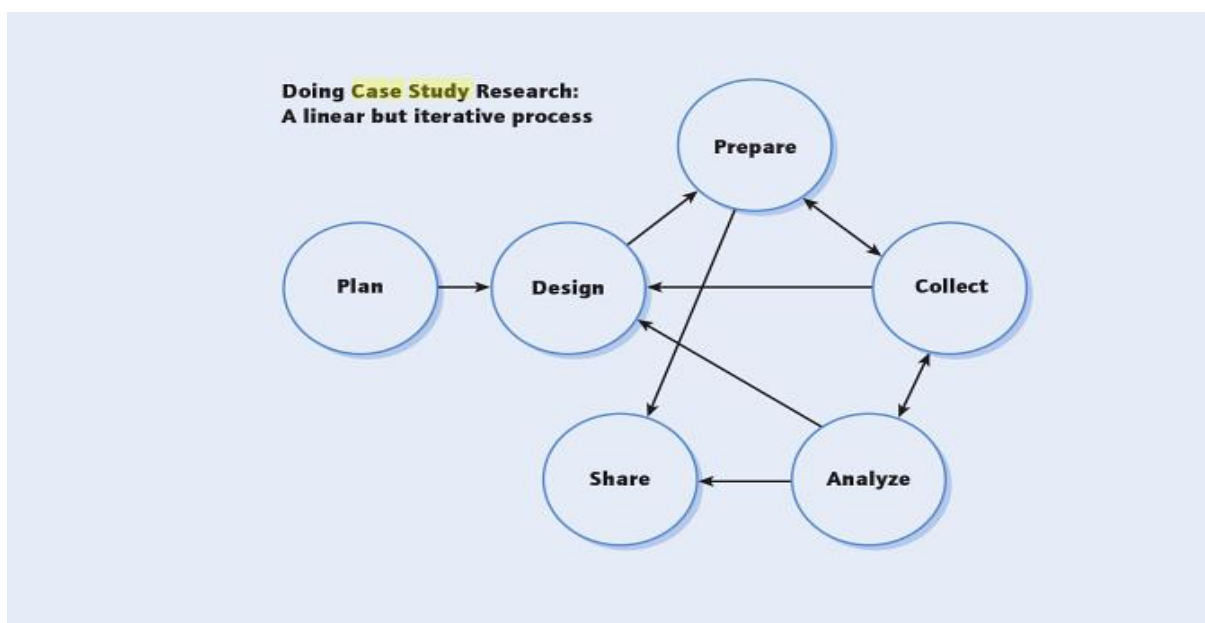 Doing Case Study Research:
A linear but iterative process
Prepare
Plan
Design
Collect
Share
Analyze